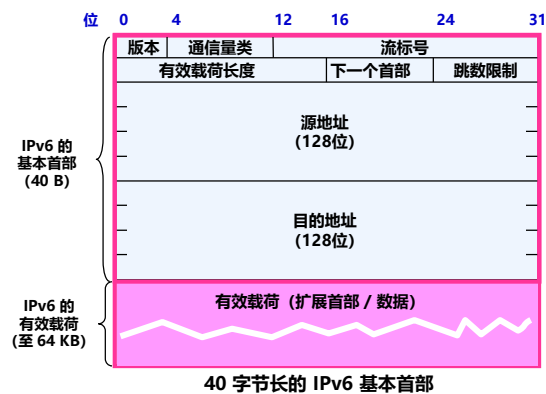 位 0 4 12 16 24 31
版本 通信量类 流标号
有效载荷长度 下一个首部 跳数限制
源地址
(128位)
IPv6 的
基本首部
(40 B)
目的地址
(128位)
有效载荷（扩展首部 / 数据）
IPv6 的
有效载荷
(至 64 KB)
40 字节长的 IPv6 基本首部